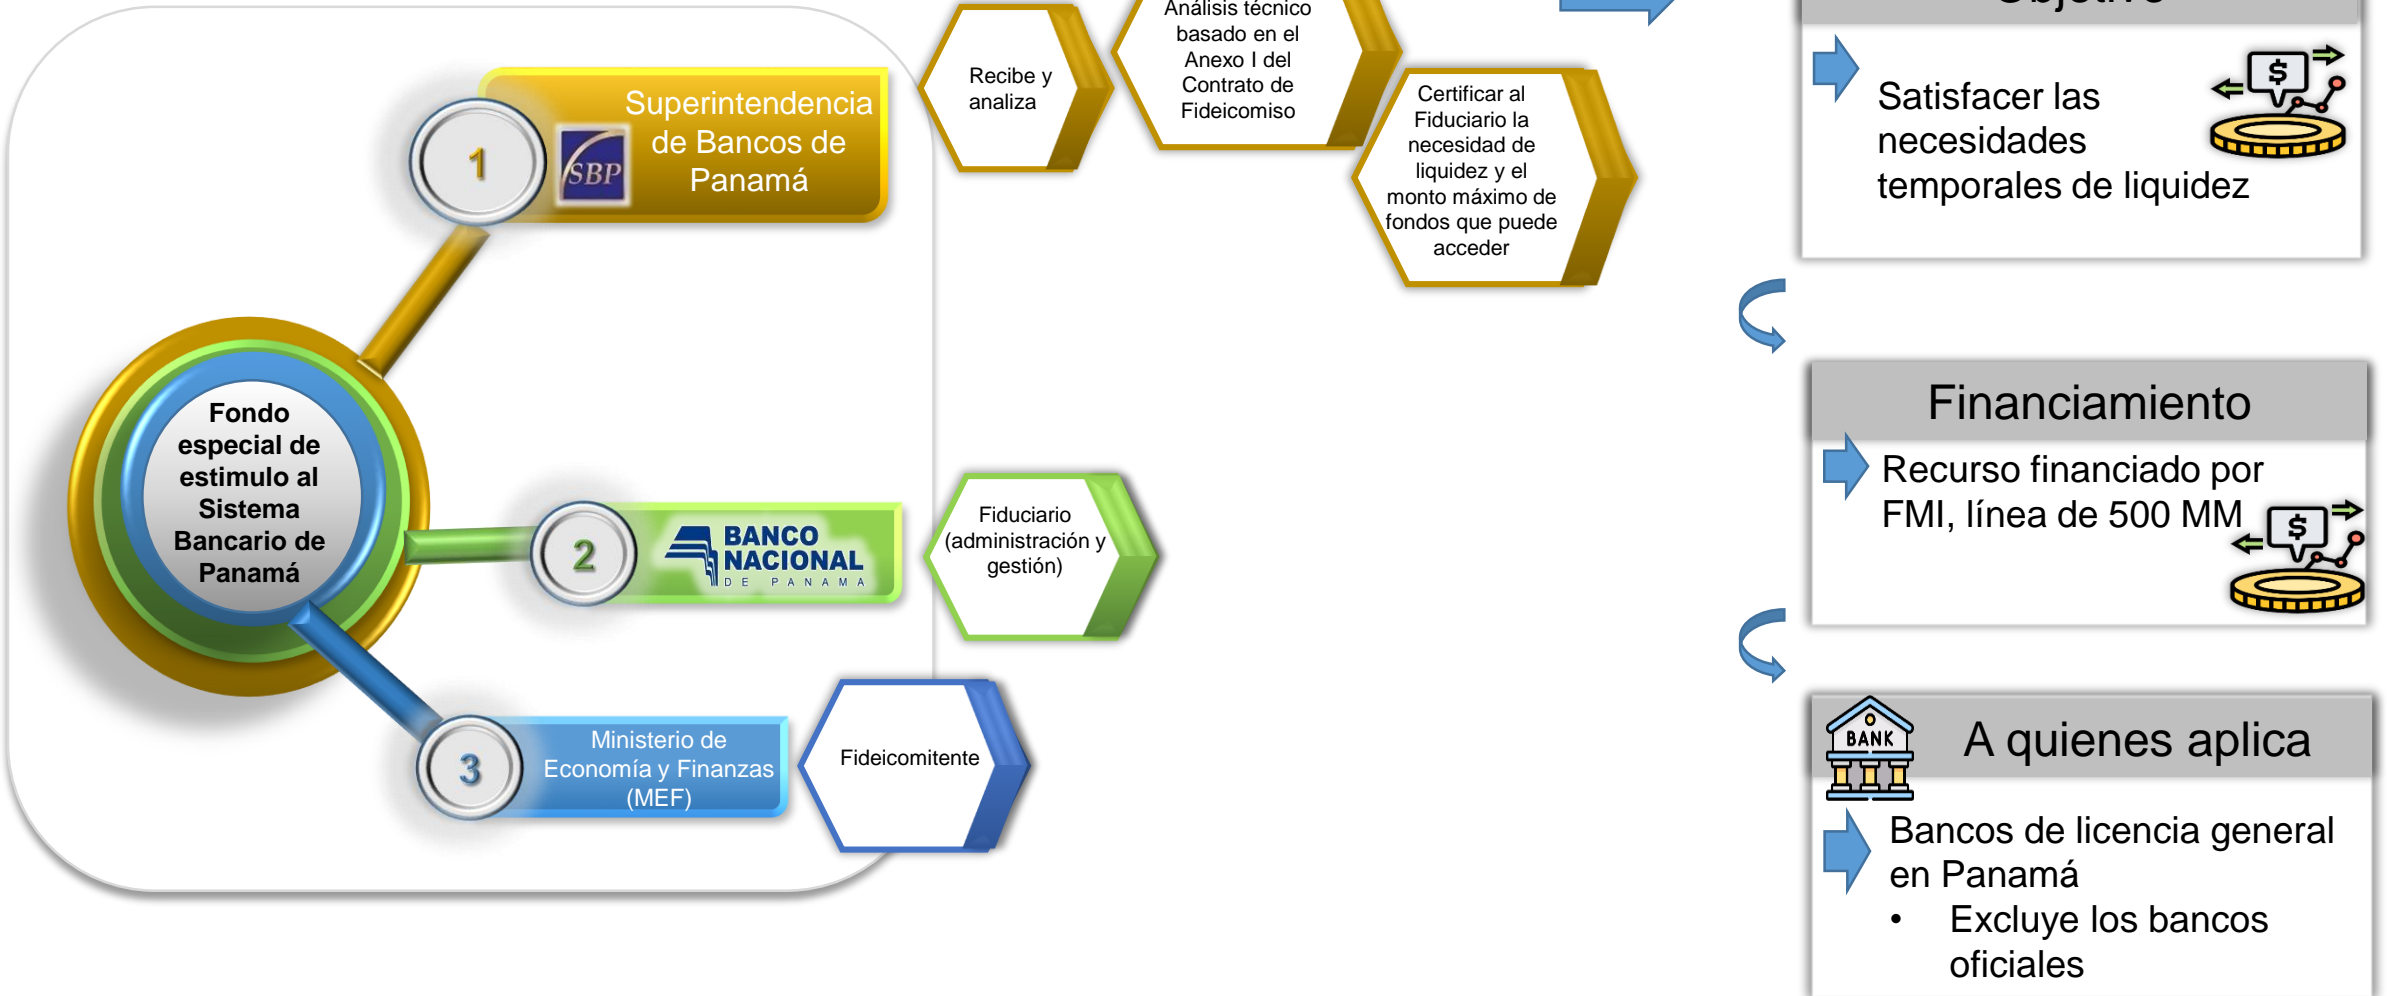 1
SBP
Superintendencia
de Bancos de
Panamá
Recibe y
analiza
Análisis técnico
basado en el
Anexo I del
Contrato de
Fideicomiso
Certificar al
Fiduciario la
necesidad de
liquidez y el
monto máximo de
fondos que puede
acceder
Fondo
especial de
estimulo al
Sistema
Bancario de
Panamá
2
BANCO
NACIONAL
DE PANAMA
Fiduciario
(administración y
gestión)
3
Ministerio de
Economía y Finanzas
(MEF)
Fideicomitente
Objetivo
Satisfacer las
necesidades
temporales de liquidez
$
Financiamiento
Recurso financiado por
FMI, línea de 500 MM
$
BANK
A quienes aplica
Bancos de licencia general
en Panamá
• Excluye los bancos
oficiales